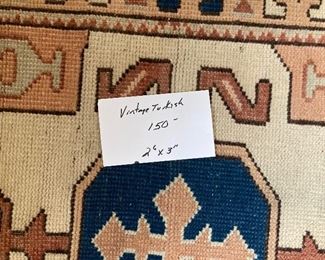 Vintage Turkish
150 -
2" x 3"